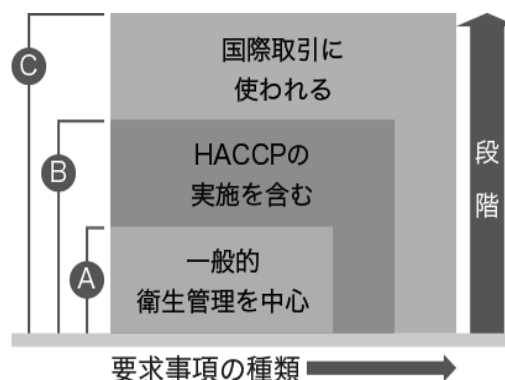 C
国際取引に
使われる
B
HACCPの
実施を含む
段階
A
一般的
衛生管理を中心
要求事項の種類